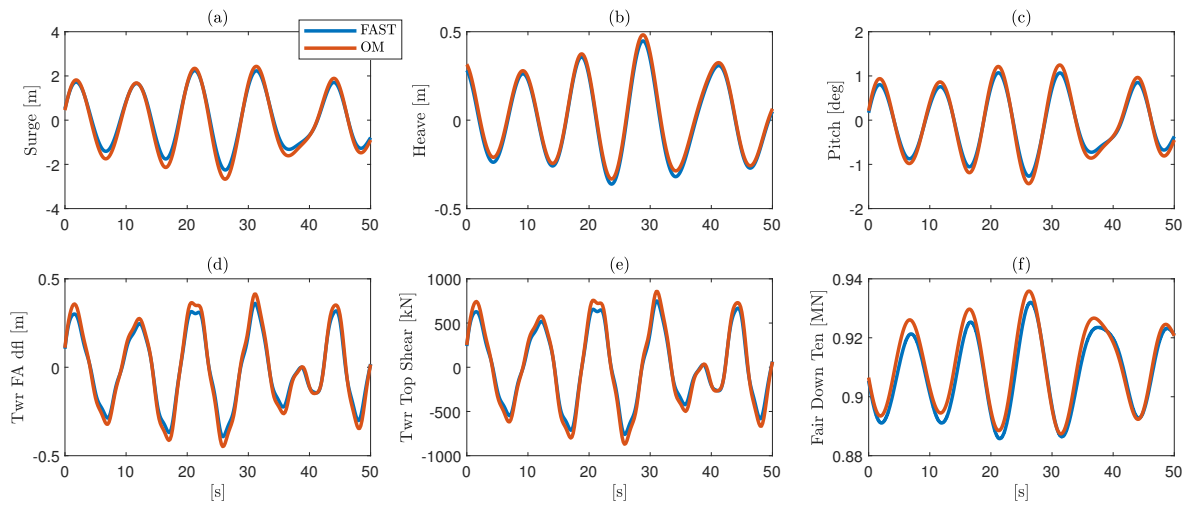 (a)
FAST
OM
4
2
0
-2
-4
Surge [m]
0 10 20 30 40 50
(b)
0.5
0
-0.5
Heave [m]
0 10 20 30 40 50
(c)
2
1
0
-1
-2
Pitch [deg]
0 10 20 30 40 50
(d)
0.5
0
-0.5
Twr FA dfl [m]
0 10 20 30 40 50
[s]
(e)
1000
500
0
-500
-1000
Twr Top Shear [kN]
0 10 20 30 40 50
[s]
(f)
0.94
0.92
0.9
0.88
Fair Down Ten [MN]
0 10 20 30 40 50
[s]